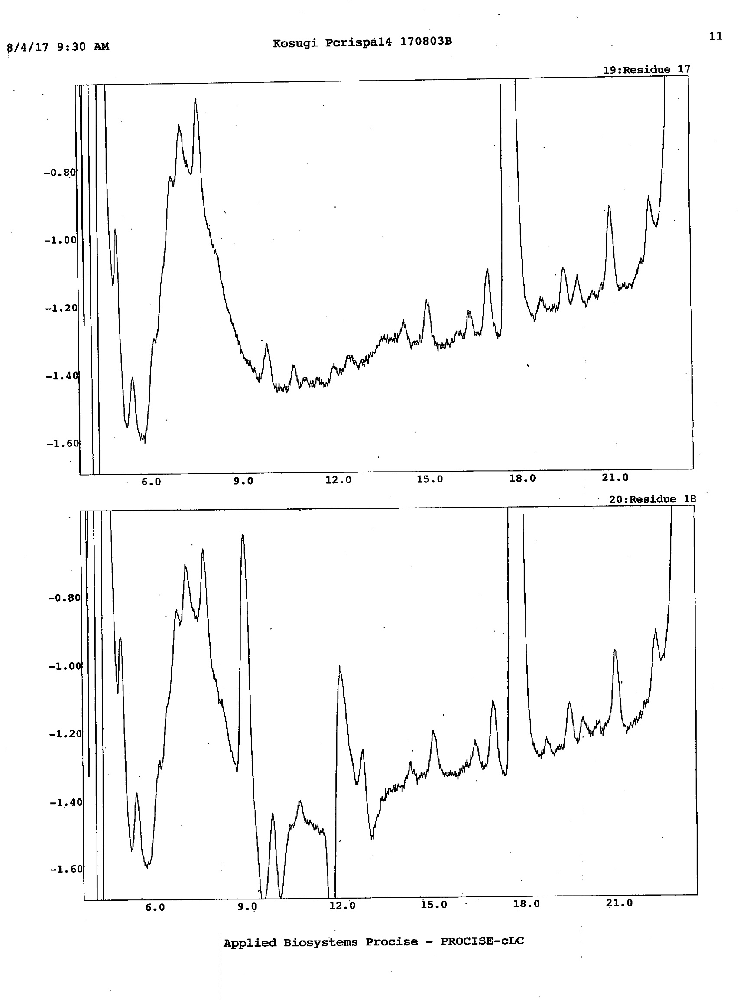 8/4/17 9:30 AM
Kosugi Pcrispa14 170803B
11
19:Residue 17
-0.80
-1.00
-1.20
-1.40
-1.60
6.0 9.0 12.0 15.0 18.0 21.0
20:Residue 18
-0.80
-1.00
-1.20
-1.40
-1.60
6.0 9.0 12.0 15.0 18.0 21.0
Applied Biosystems Procise - PROCISE-cLC